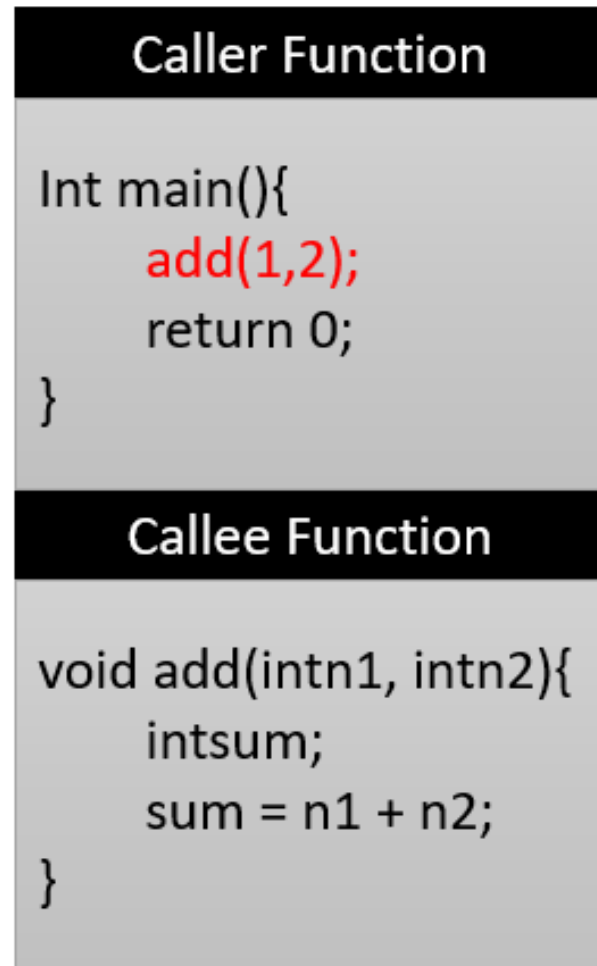 Caller Function
Int main(){
add(1,2);
return 0;
}
Callee Function
void add(intn1, intn2){
intsum;
sum = n1 + n2;
}